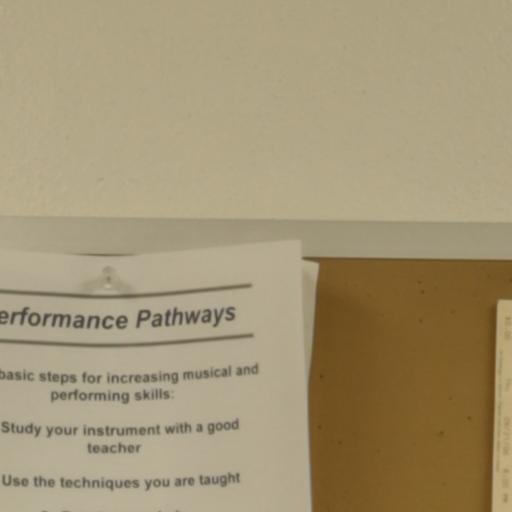 erformance Pathways
basic steps for increasing musical and
performing skills:
Study your instrument with a good
teacher
Use the techniques you are taught